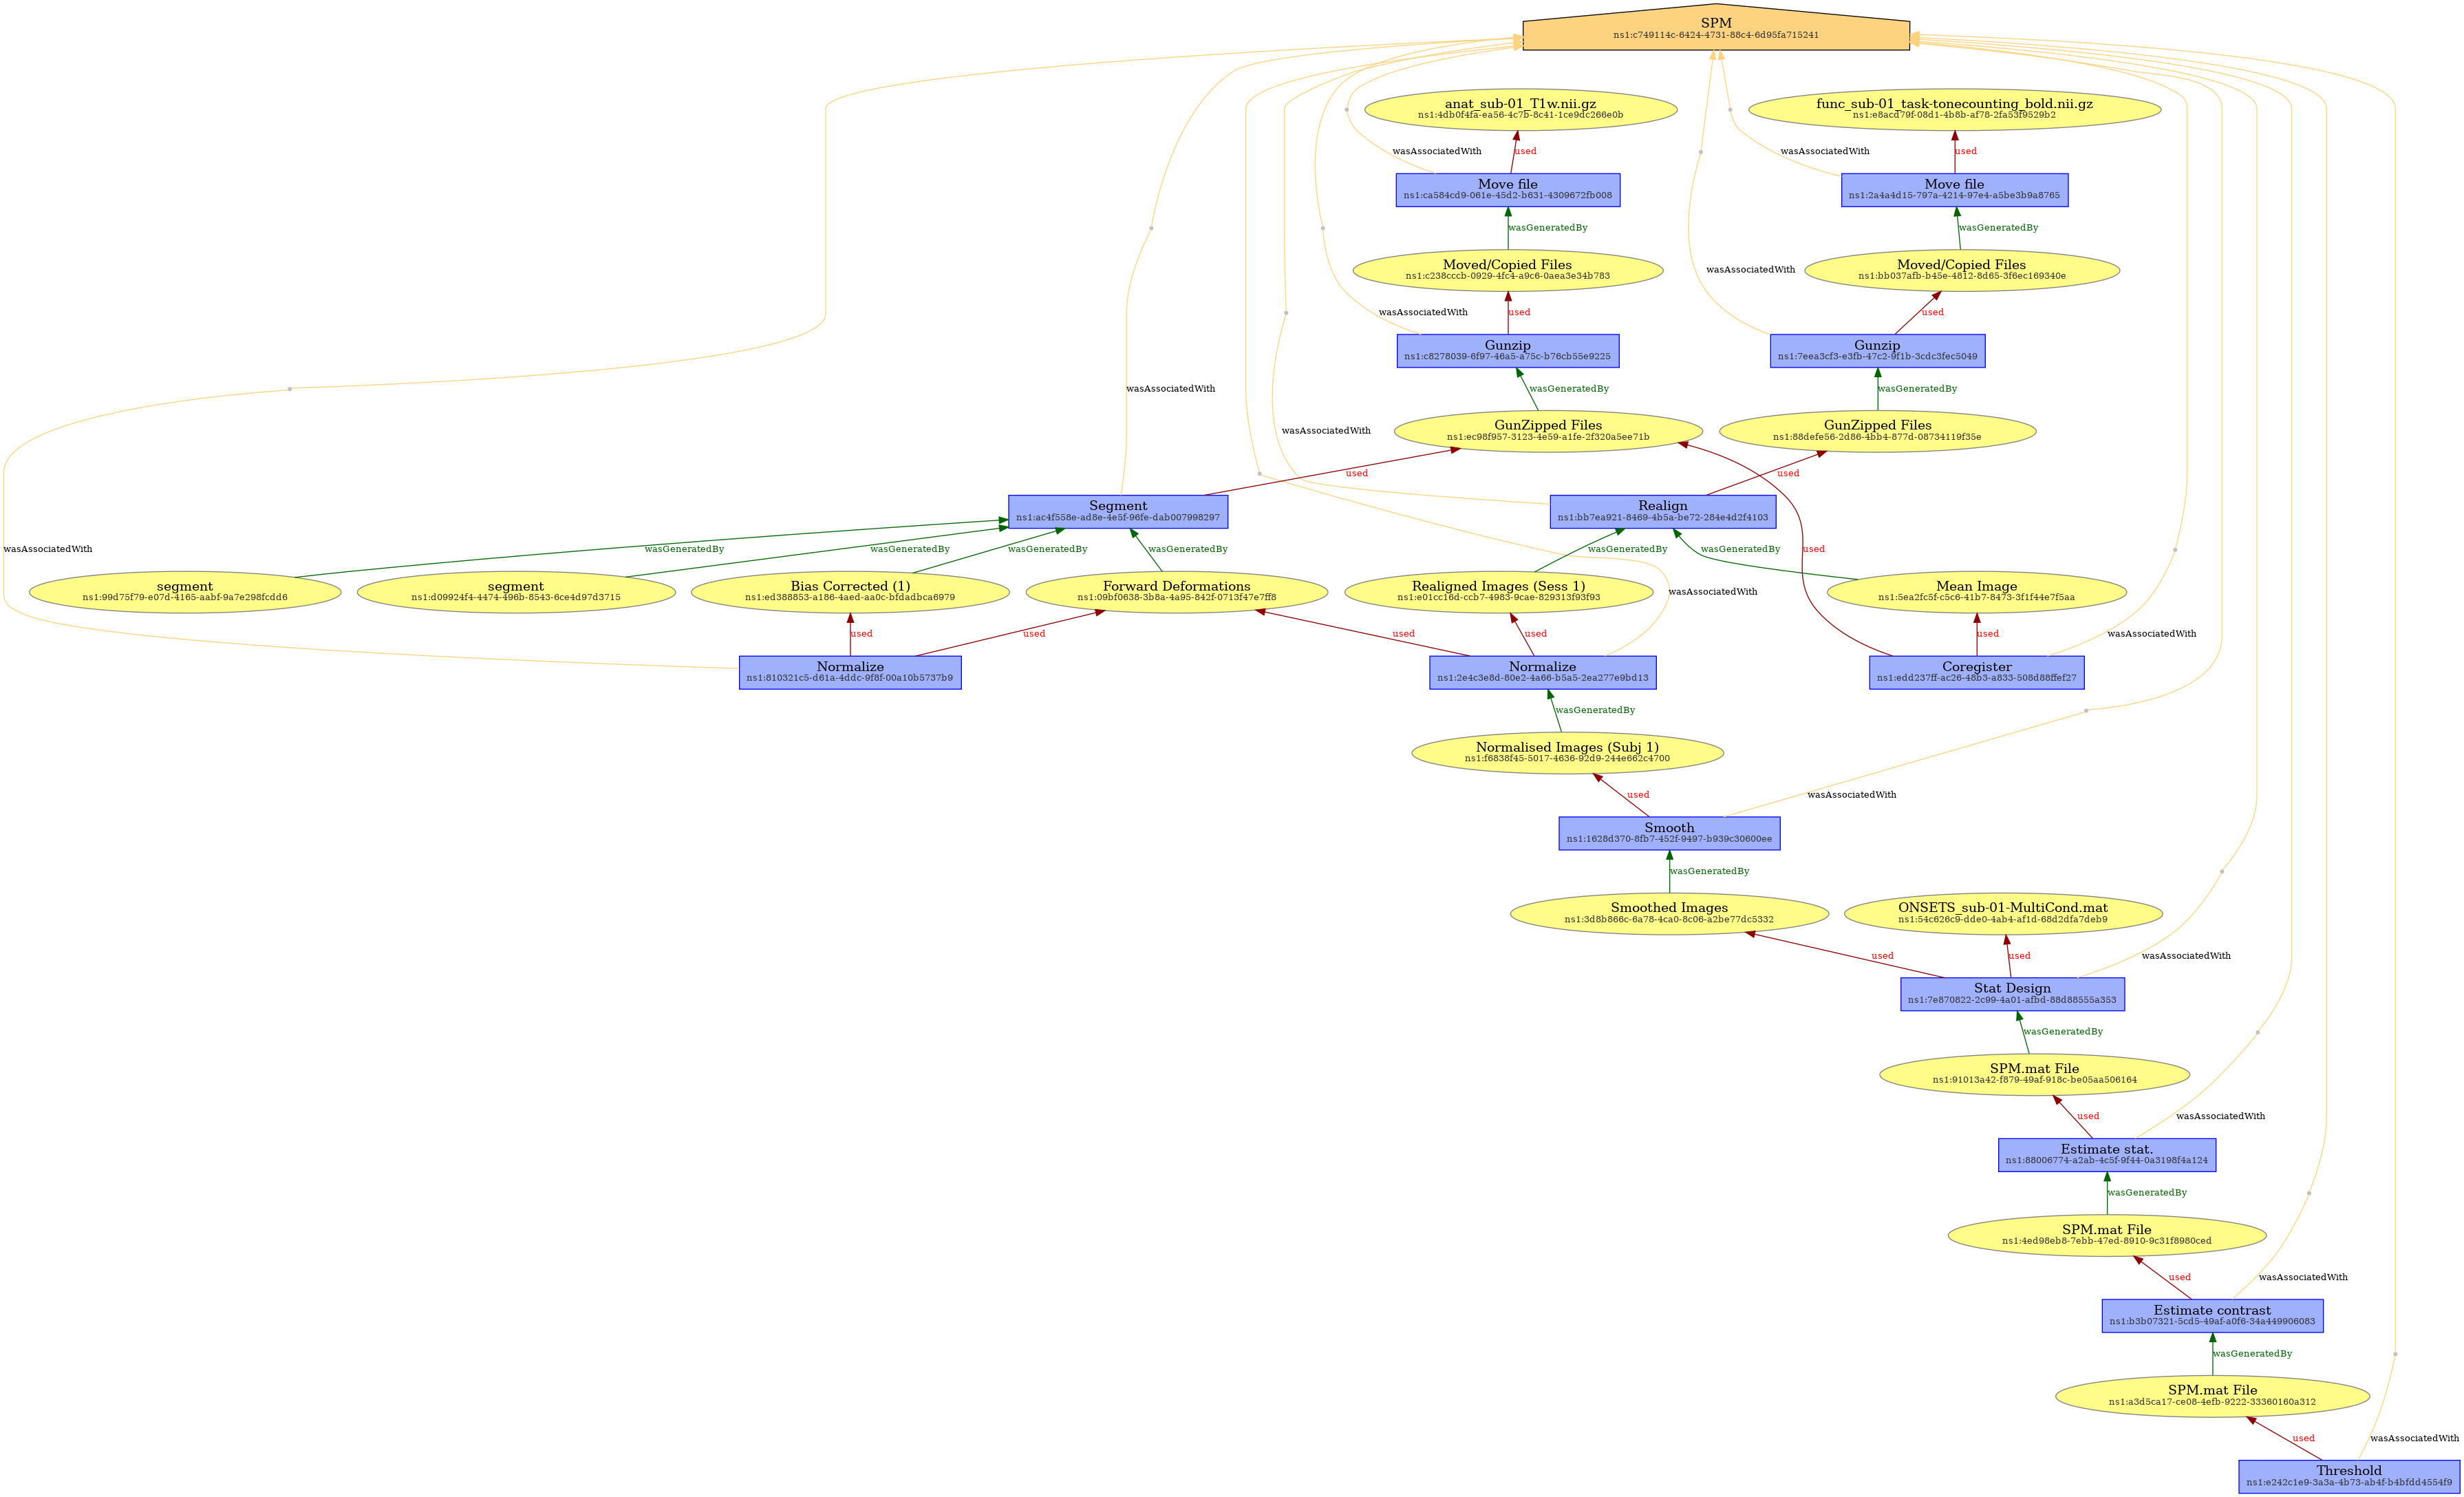 SPM
ns1:c749114c-6424-4731-88c4-6d95fa715241
anat_sub-01_T1w.nii.gz
ns1:4db0f4fa-ea56-4c7b-8c41-1ce9dc266e0b
func_sub-01_task-tonecounting_bold.nii.gz
ns1:e8acd79f-08d1-4b8b-af78-2fa53f9529b2
wasAssociatedWith
used
wasAssociatedWith
used
Move file
ns1:ca584cd9-061e-45d2-b631-4309672fb008
Move file
ns1:2a4a4d15-797a-4214-97e4-a5be3b9a8765
wasGeneratedBy
wasGeneratedBy
Moved/Copied Files
ns1:c238cccb-0929-4fc4-a9c6-0aea3e34b783
wasAssociatedWith
Moved/Copied Files
ns1:bb037afb-b45e-4812-8d65-3f6ec169340e
wasAssociatedWith
used
used
Gunzip
ns1:c8278039-6f97-46a5-a75c-b76cb55e9225
Gunzip
ns1:7eea3cf3-e3fb-47c2-9f1b-3cdc3fec5049
wasAssociatedWith
wasGeneratedBy
wasGeneratedBy
wasAssociatedWith
GunZipped Files
ns1:ec98f957-3123-4e59-a1fe-2f320a5ee71b
GunZipped Files
ns1:88defe56-2d86-4bb4-877d-08734119f35e
used
used
Segment
ns1:ac4f558e-ad8e-4e5f-96fe-dab007998297
Realign
ns1:bb7ea921-8469-4b5a-be72-284e4d2f4103
wasAssociatedWith
wasGeneratedBy
wasGeneratedBy
wasGeneratedBy
wasGeneratedBy
wasGeneratedBy
wasGeneratedBy
used
segment
ns1:99d75f79-e07d-4165-aabf-9a7e298fcdd6
segment
ns1:d09924f4-4474-496b-8543-6ce4d97d3715
Bias Corrected (1)
ns1:ed388853-a186-4aed-aa0c-bfdadbca6979
Forward Deformations
ns1:09bf0638-3b8a-4a95-842f-0713f47e7ff8
Realigned Images (Sess 1)
ns1:e01cc16d-ccb7-4983-9cae-829313f93f93
wasAssociatedWith
Mean Image
ns1:5ea2fc5f-c5c6-41b7-8473-3f1f44e7f5aa
used
used
used
used
used
wasAssociatedWith
Normalize
ns1:810321c5-d61a-4ddc-9f8f-00a10b5737b9
Normalize
ns1:2e4c3e8d-80e2-4a66-b5a5-2ea277e9bd13
Coregister
ns1:edd237ff-ac26-48b3-a833-508d88ffef27
wasGeneratedBy
Normalised Images (Subj 1)
ns1:f6838f45-5017-4636-92d9-244e662c4700
used
wasAssociatedWith
Smooth
ns1:1628d370-8fb7-452f-9497-b939c30600ee
wasGeneratedBy
Smoothed Images
ns1:3d8b866c-6a78-4ca0-8c06-a2be77dc5332
ONSETS_sub-01-MultiCond.mat
ns1:54c626c9-dde0-4ab4-af1d-68d2dfa7deb9
used
used
wasAssociatedWith
Stat Design
ns1:7e870822-2c99-4a01-afbd-88d88555a353
wasGeneratedBy
SPM.mat File
ns1:91013a42-f879-49af-918c-be05aa506164
used
wasAssociatedWith
Estimate stat.
ns1:88006774-a2ab-4c5f-9f44-0a3198f4a124
wasGeneratedBy
SPM.mat File
ns1:4ed98eb8-7ebb-47ed-8910-9c31f8980ced
used
wasAssociatedWith
Estimate contrast
ns1:b3b07321-5cd5-49af-a0f6-34a449906083
wasGeneratedBy
SPM.mat File
ns1:a3d5ca17-ce08-4efb-9222-33360160a312
used
wasAssociatedWith
Threshold
ns1:e242c1e9-3a3a-4b73-ab4f-b4bfdd4554f9